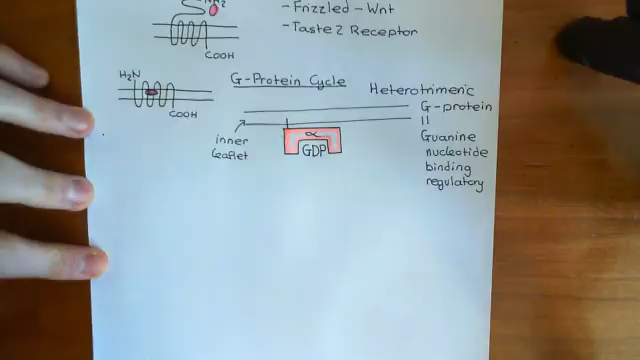 - Frizzled - Wnt
- Taste 2 Receptor
COOH
H₂N
COOH
G-Protein Cycle
Heterotrimeric
G-protein
Guanine
nucleotide
binding
regulatory
inner
leaflet
α
GDP